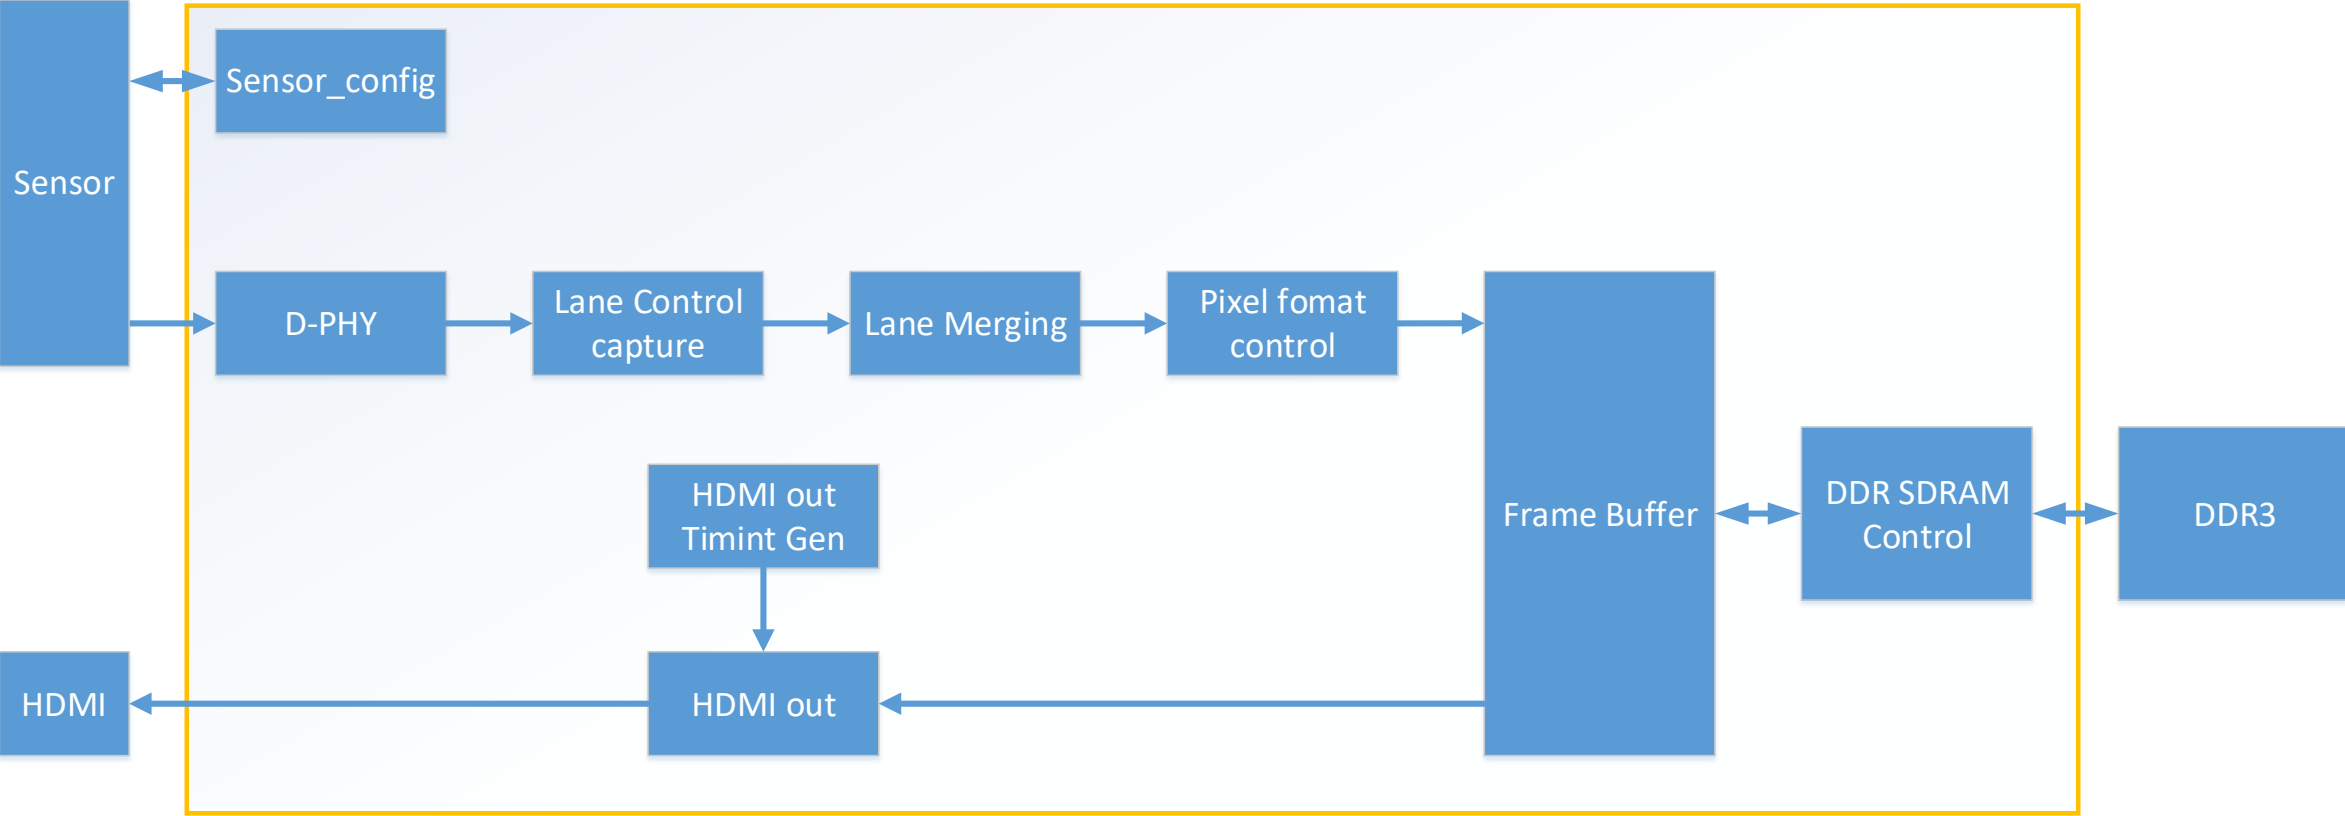 Sensor
Sensor_config
D-PHY
Lane Control
capture
Lane Merging
Pixel fomat
control
Frame Buffer
DDR SDRAM
Control
DDR3
HDMI out
Timint Gen
HDMI out
HDMI